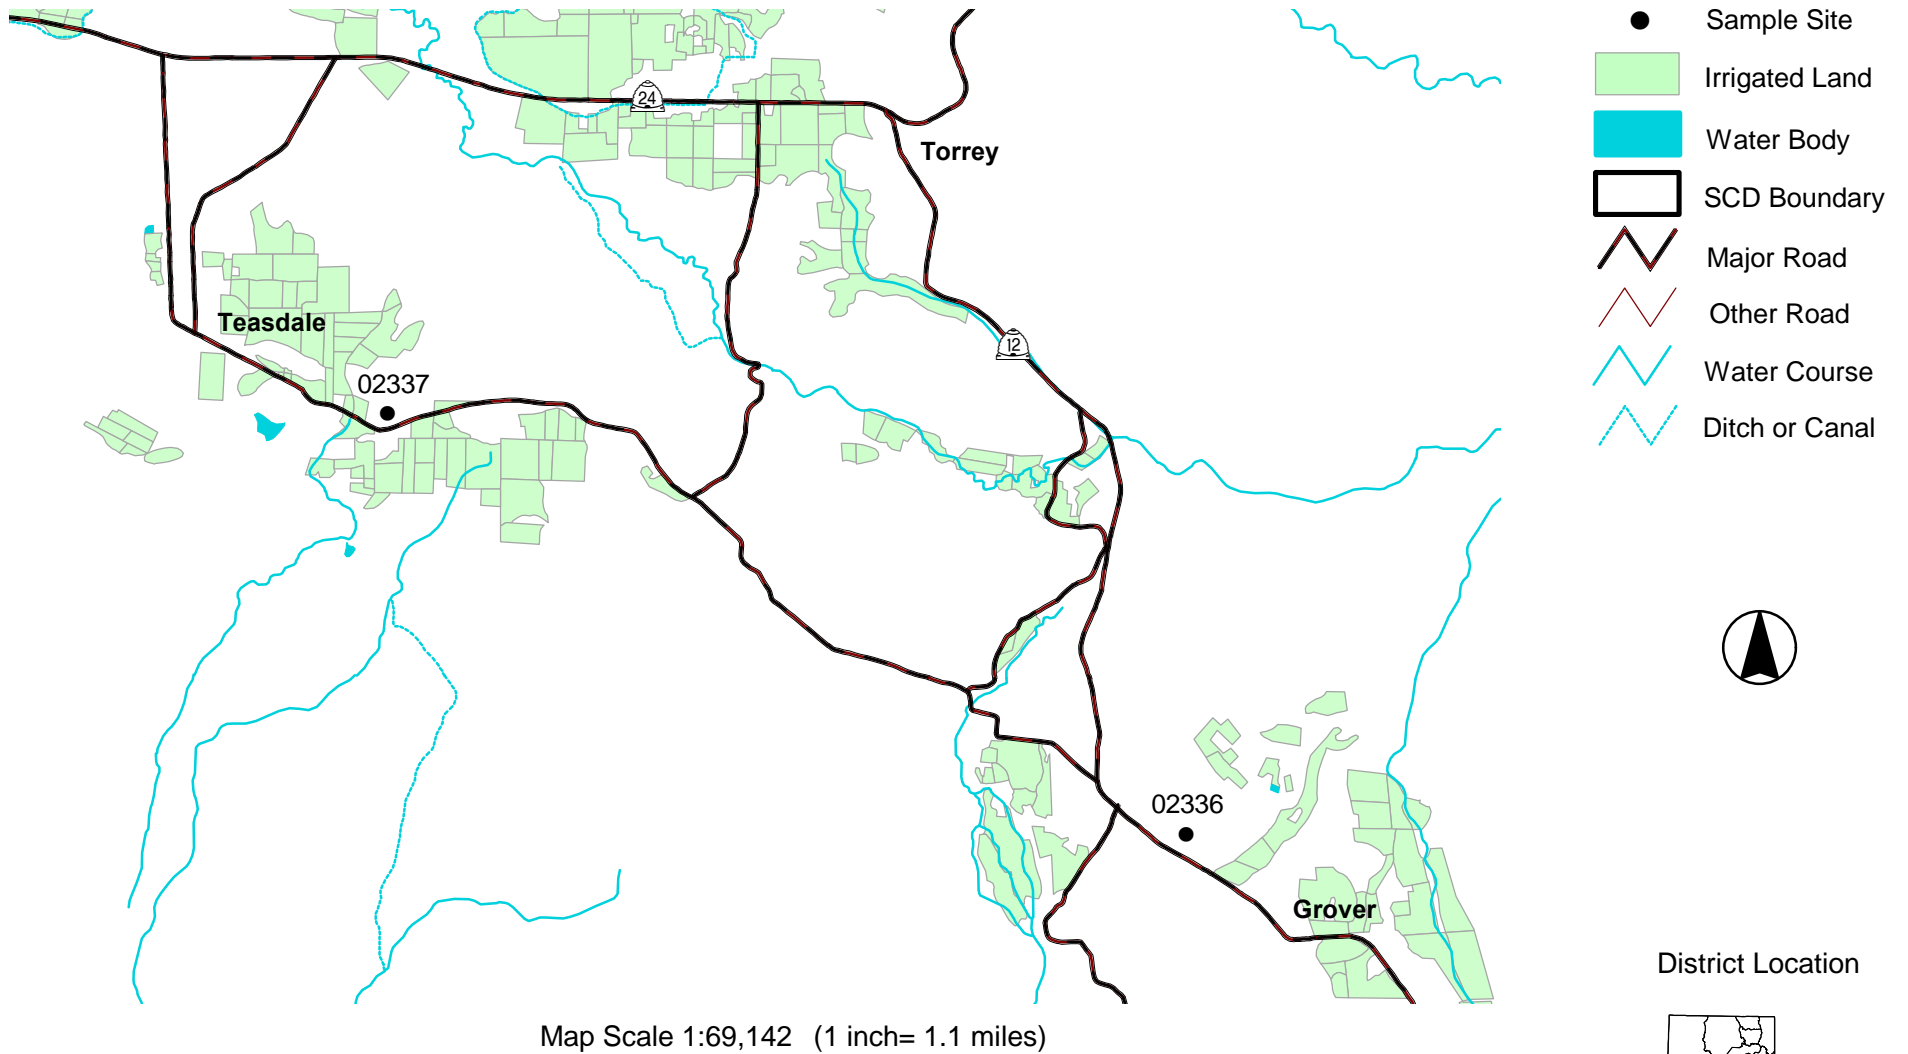 Sample Site
Irrigated Land
Water Body
SCD Boundary
Major Road
Other Road
Water Course
Ditch or Canal
24
Torrey
Teasdale
12
02337
02336
Grover
District Location
Map Scale 1:69,142 (1 inch= 1.1 miles)